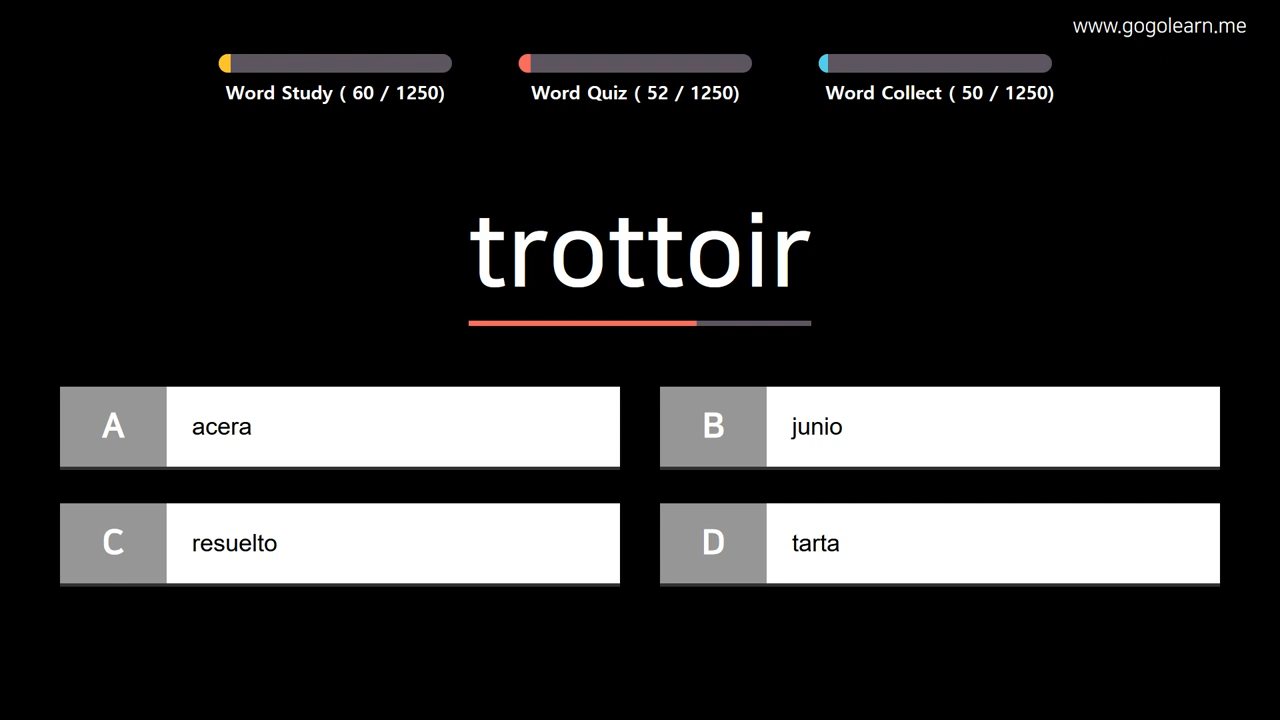 www.gogolearn.me
Word Study ( 60 / 1250)
Word Quiz ( 52 / 1250)
Word Collect ( 50 / 1250)
trottoir
A acera
B junio
C resuelto
D tarta